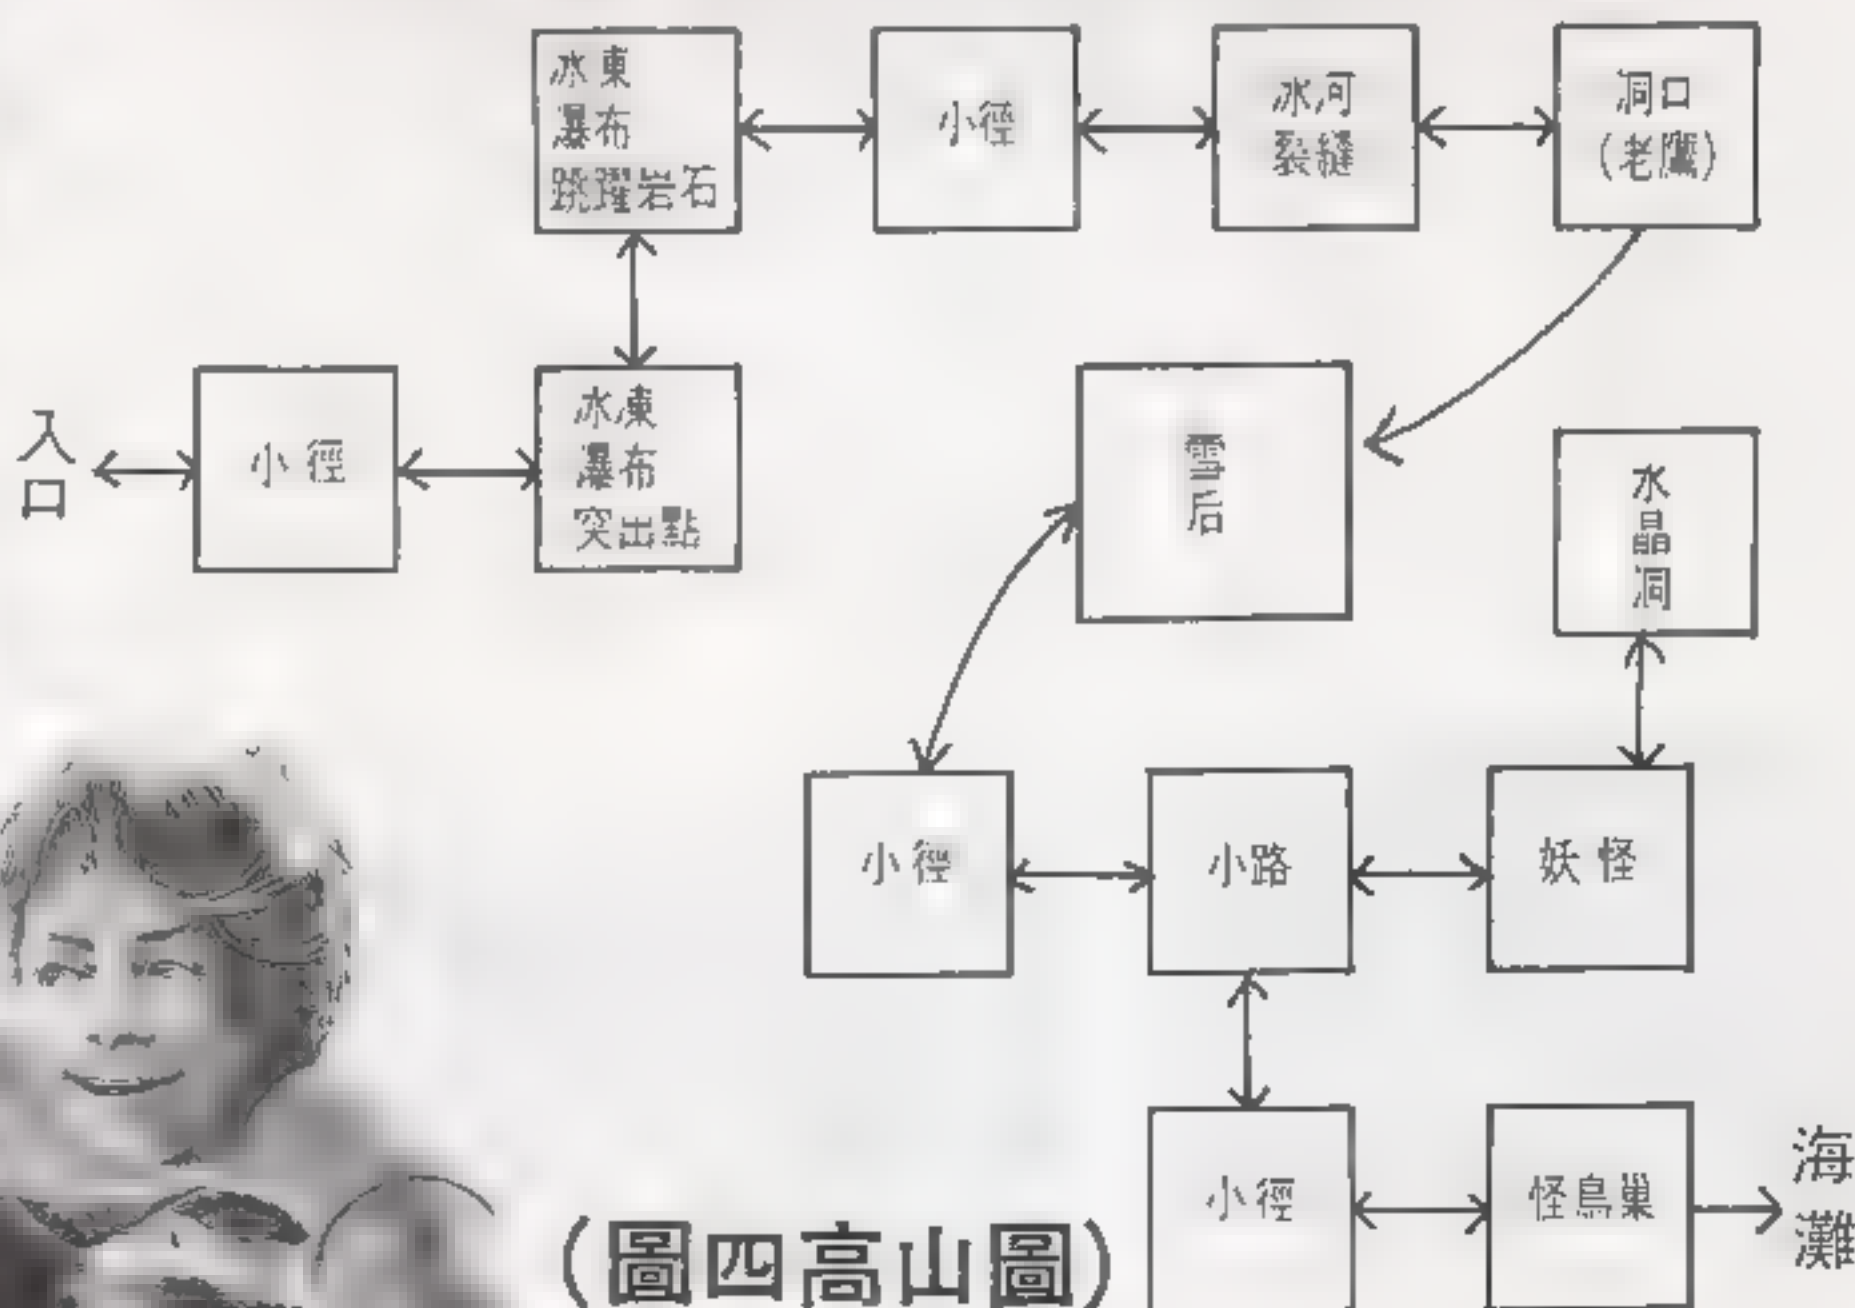 冰東
瀑布
跳躍岩石
小徑
冰河
裂縫
洞口
(老鷹)
入口
小徑
冰凍
瀑布
突出點
雪后
水晶洞
小徑
小路
妖怪
小徑
怪鳥巢
海灘
(圖四高山圖)